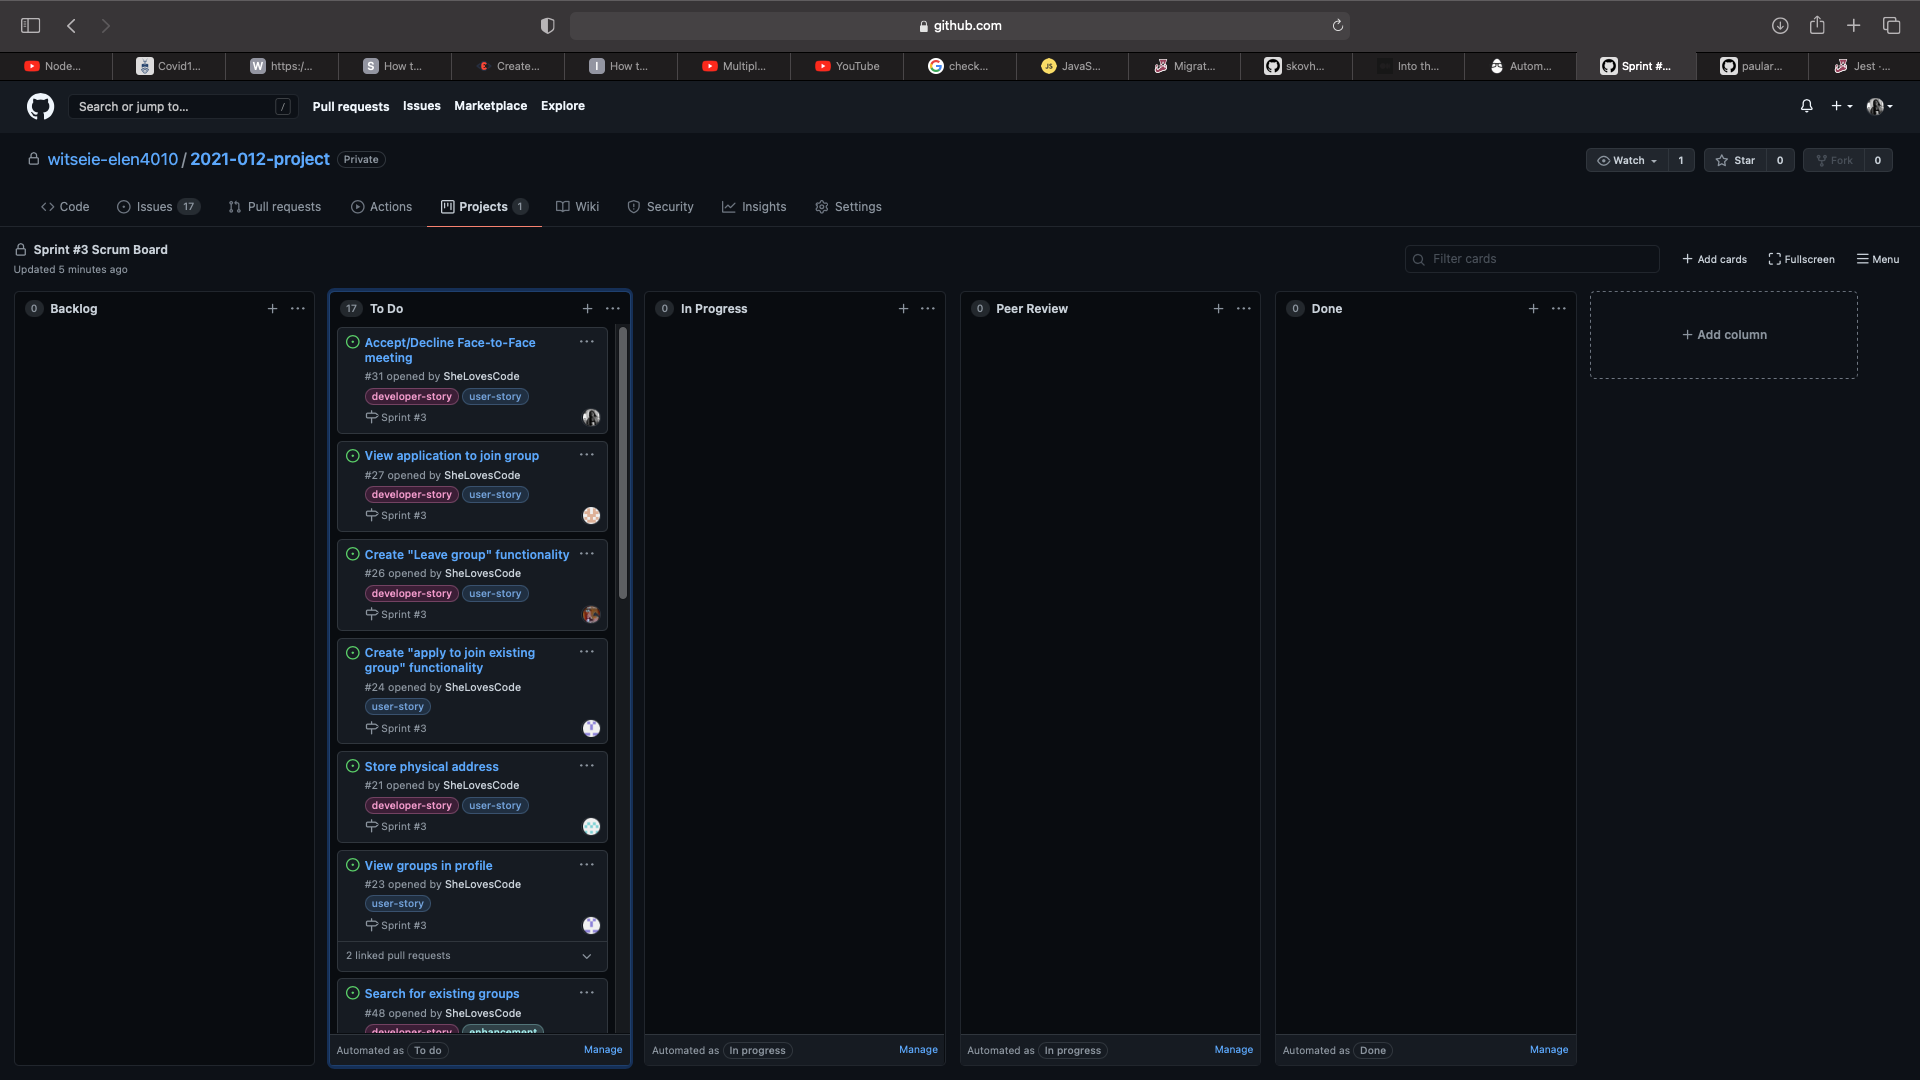 github.com
Node...
Covid1...
https:/...
How t...
Create...
How t...
Multipl...
YouTube
check...
JavaS...
Migrat...
skovh...
Into th...
Autom...
Sprint #...
paular...
Jest ·...
Search or jump to...
/
Pull requests
Issues
Marketplace
Explore
witseie-elen4010 / 2021-012-project
Private
Watch 1
Star 0
Fork 0
Code
Issues 17
Pull requests
Actions
Projects 1
Wiki
Security
Insights
Settings
Sprint #3 Scrum Board
Updated 5 minutes ago
Filter cards
+ Add cards
Fullscreen
Menu
0 Backlog
17 To Do
Accept/Decline Face-to-Face
meeting
#31 opened by SheLovesCode
developer-story user-story
Sprint #3
View application to join group
#27 opened by SheLovesCode
developer-story user-story
Sprint #3
Create "Leave group" functionality
#26 opened by SheLovesCode
developer-story user-story
Sprint #3
Create "apply to join existing
group" functionality
#24 opened by SheLovesCode
user-story
Sprint #3
Store physical address
#21 opened by SheLovesCode
developer-story user-story
Sprint #3
View groups in profile
#23 opened by SheLovesCode
user-story
Sprint #3
2 linked pull requests
Search for existing groups
#48 opened by SheLovesCode
developer-story enhancement
Automated as To do Manage
0 In Progress
Automated as In progress Manage
0 Peer Review
Automated as In progress Manage
0 Done
Automated as Done Manage
+ Add column